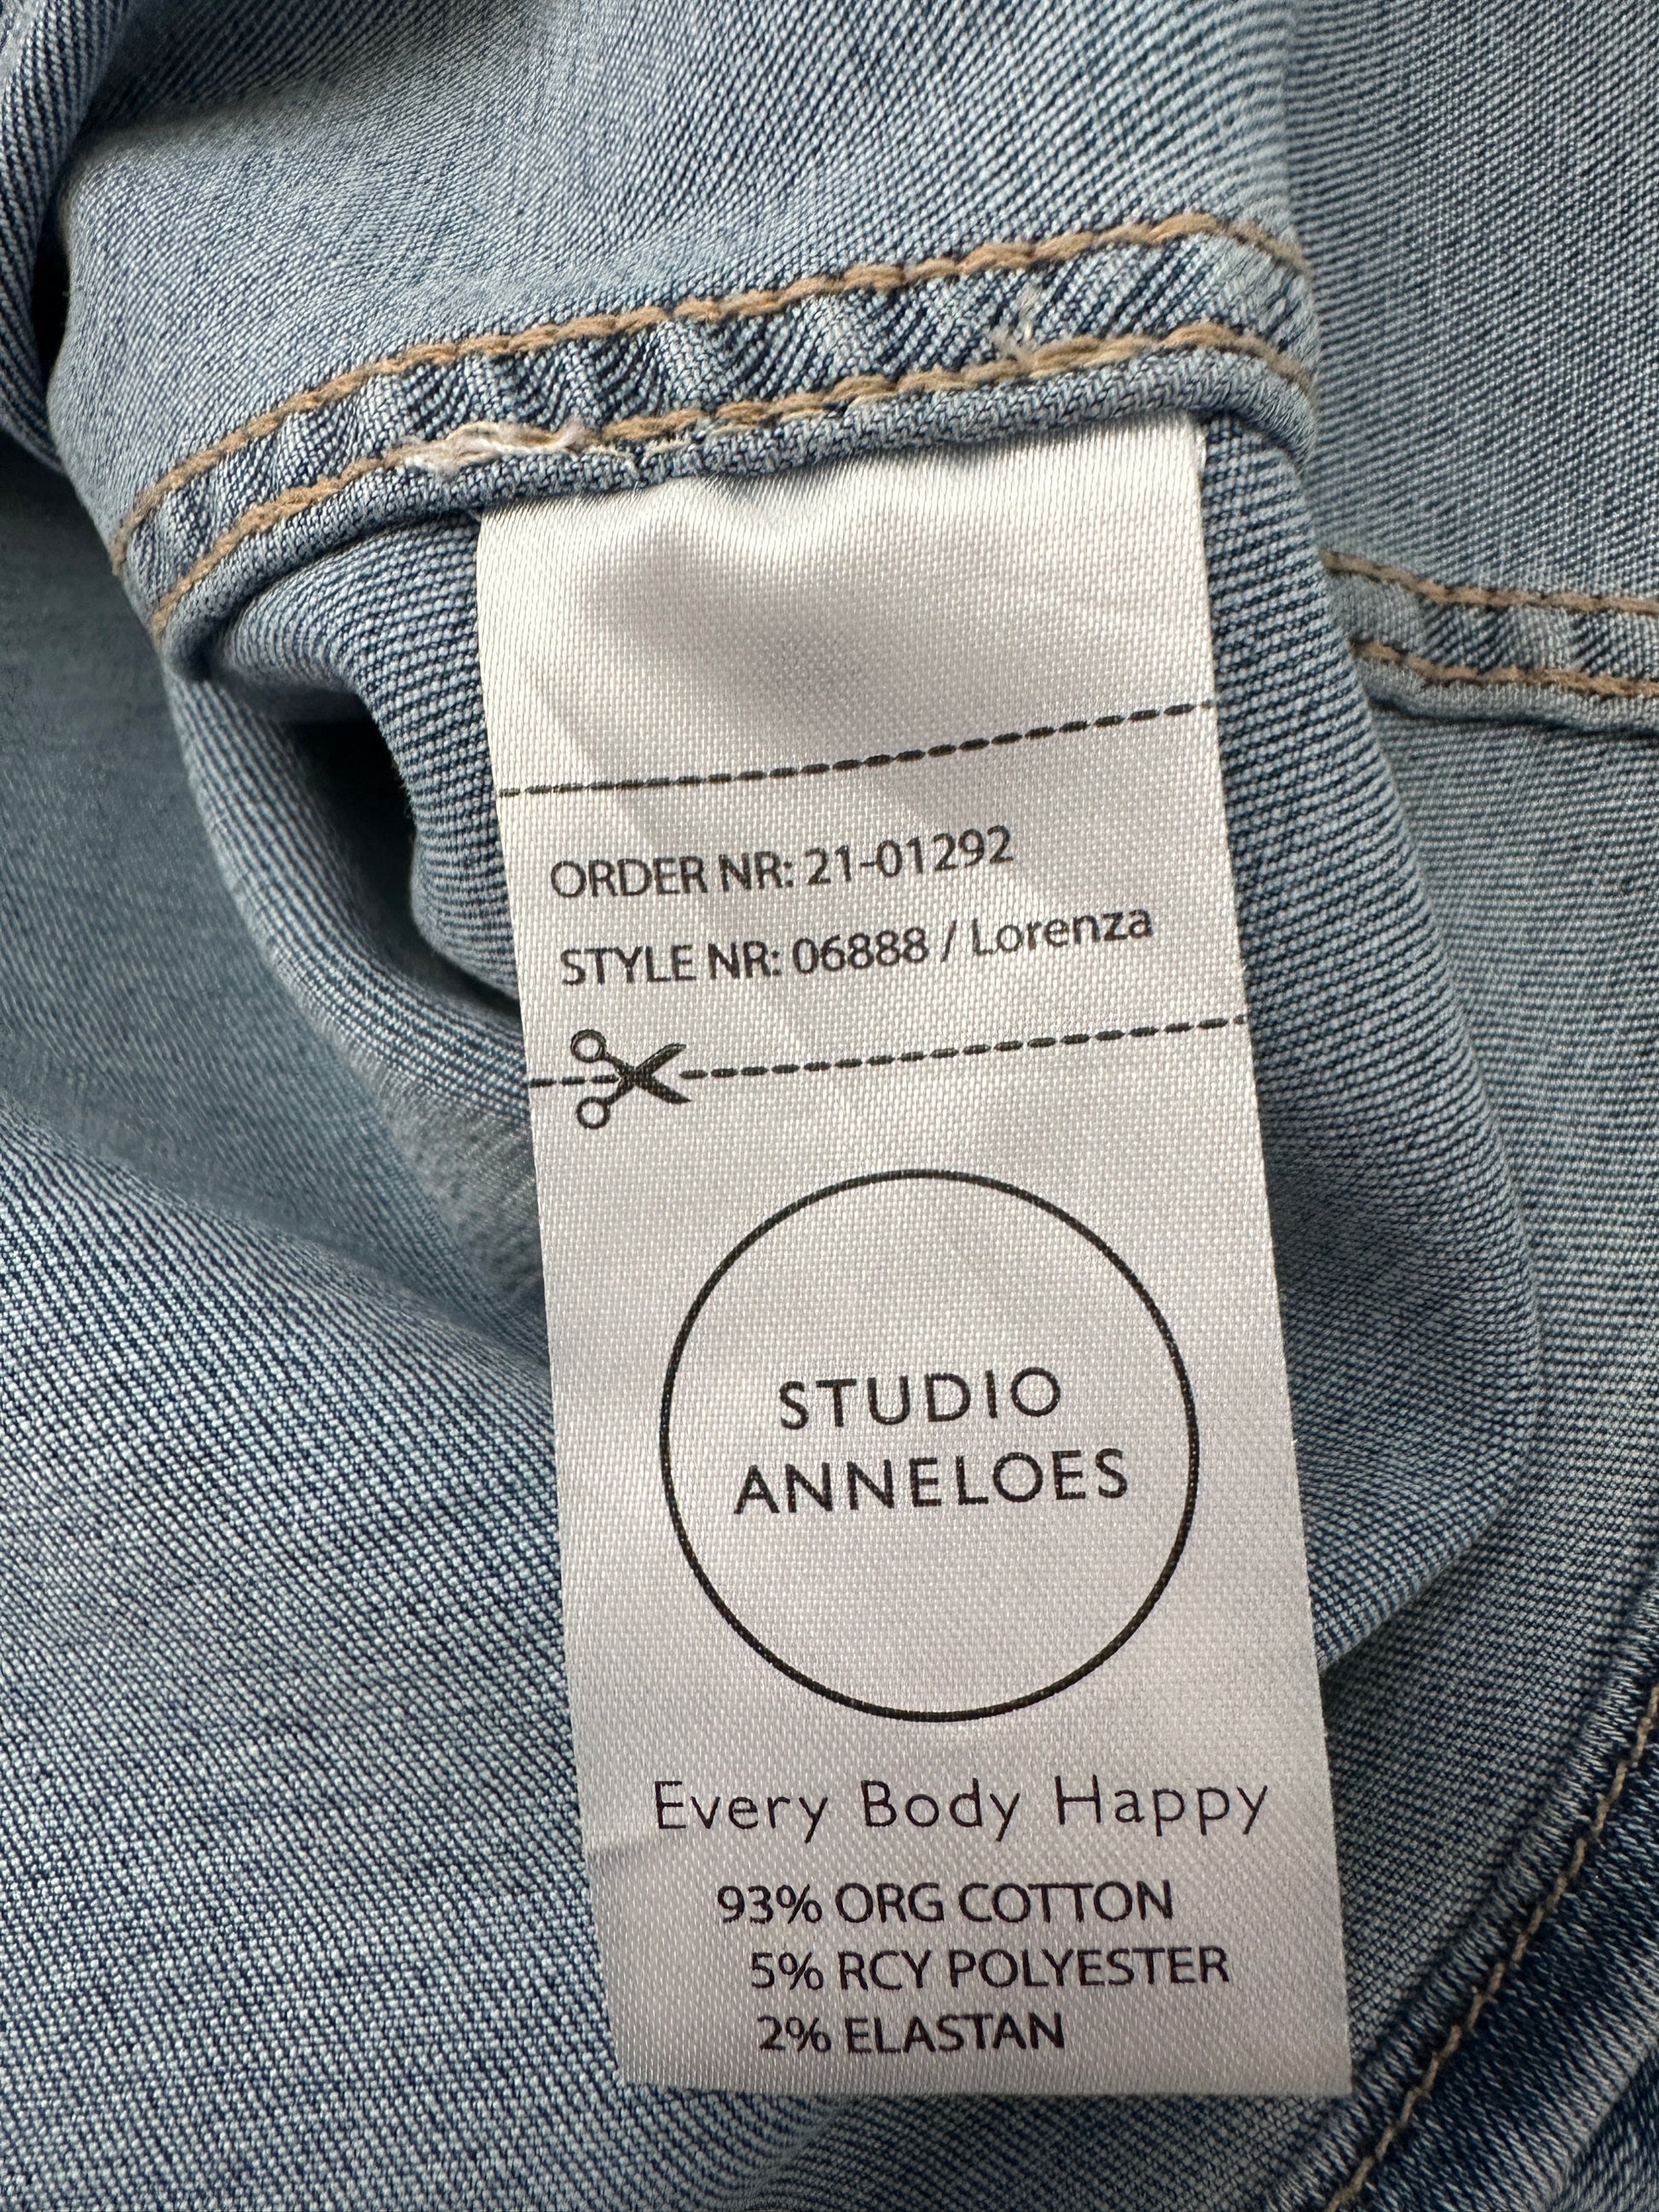 ORDER NR: 21-01292
STYLE NR: 06888 / Lorenza
STUDIO
ANNELOES
Every Body Happy
93% ORG COTTON
5% RCY POLYESTER
2% ELASTAN